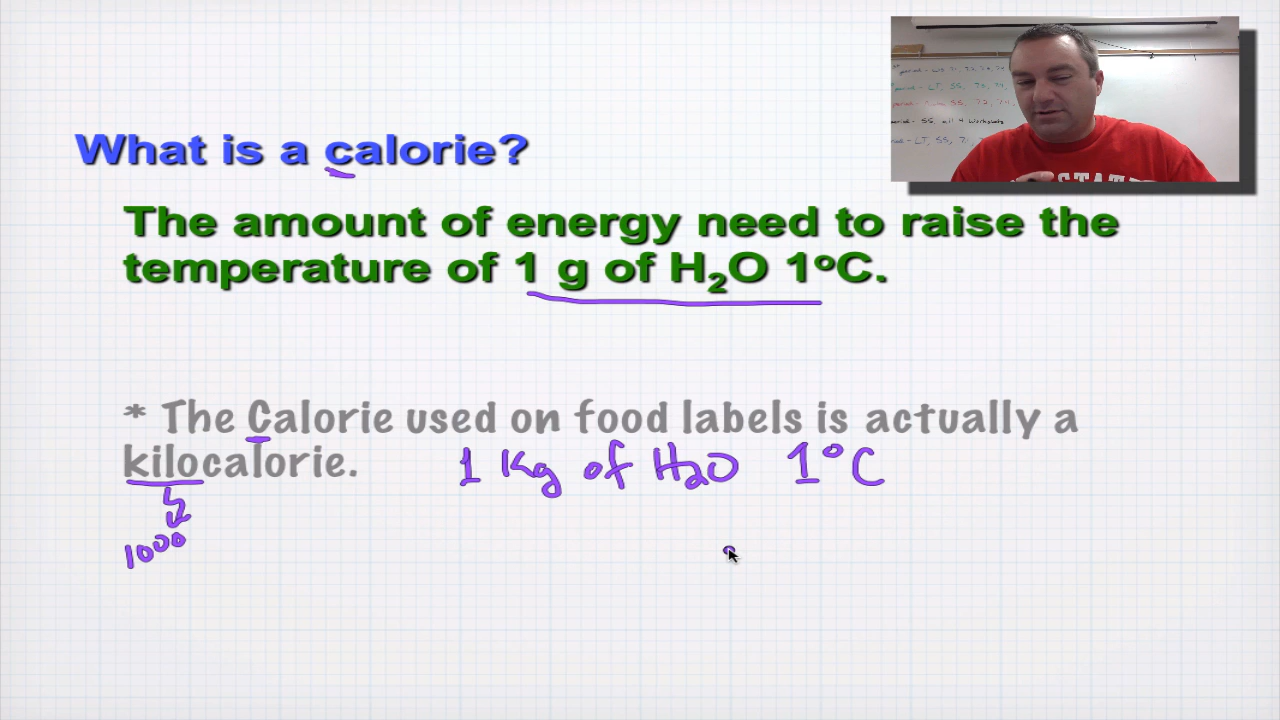 What is a calorie?
The amount of energy need to raise the
temperature of 1 g of H₂O 1°C.
* The Calorie used on food labels is actually a
kilocalorie. 1 Kg of H₂O 1°C
1000
STATE